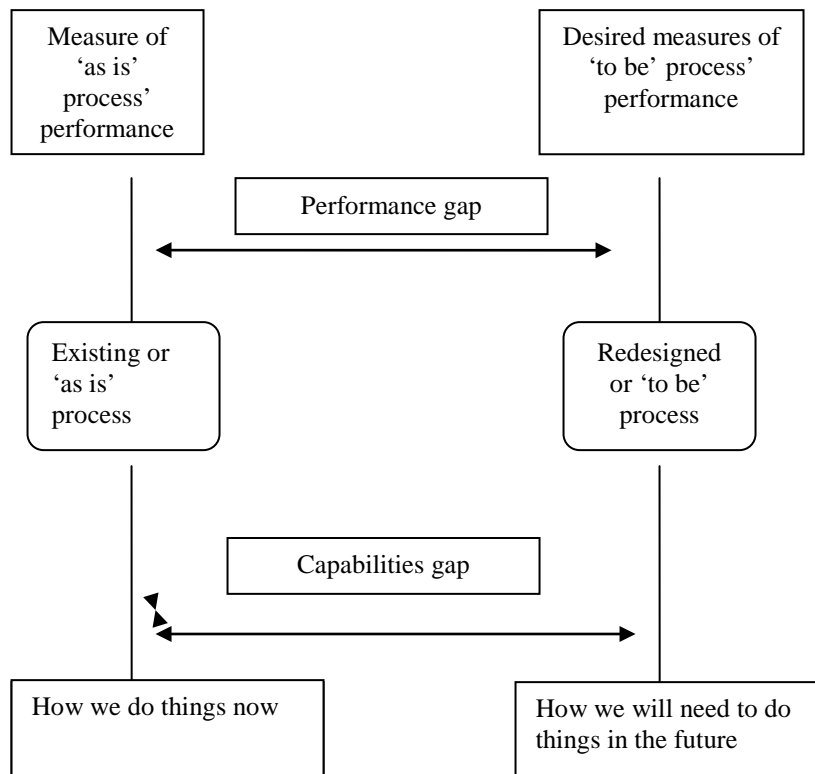 Measure of
‘as is’
process’
performance
Desired measures of
‘to be’ process’
performance
Performance gap
Existing or
‘as is’
process
Redesigned
or ‘to be’
process
Capabilities gap
How we do things now
How we will need to do
things in the future